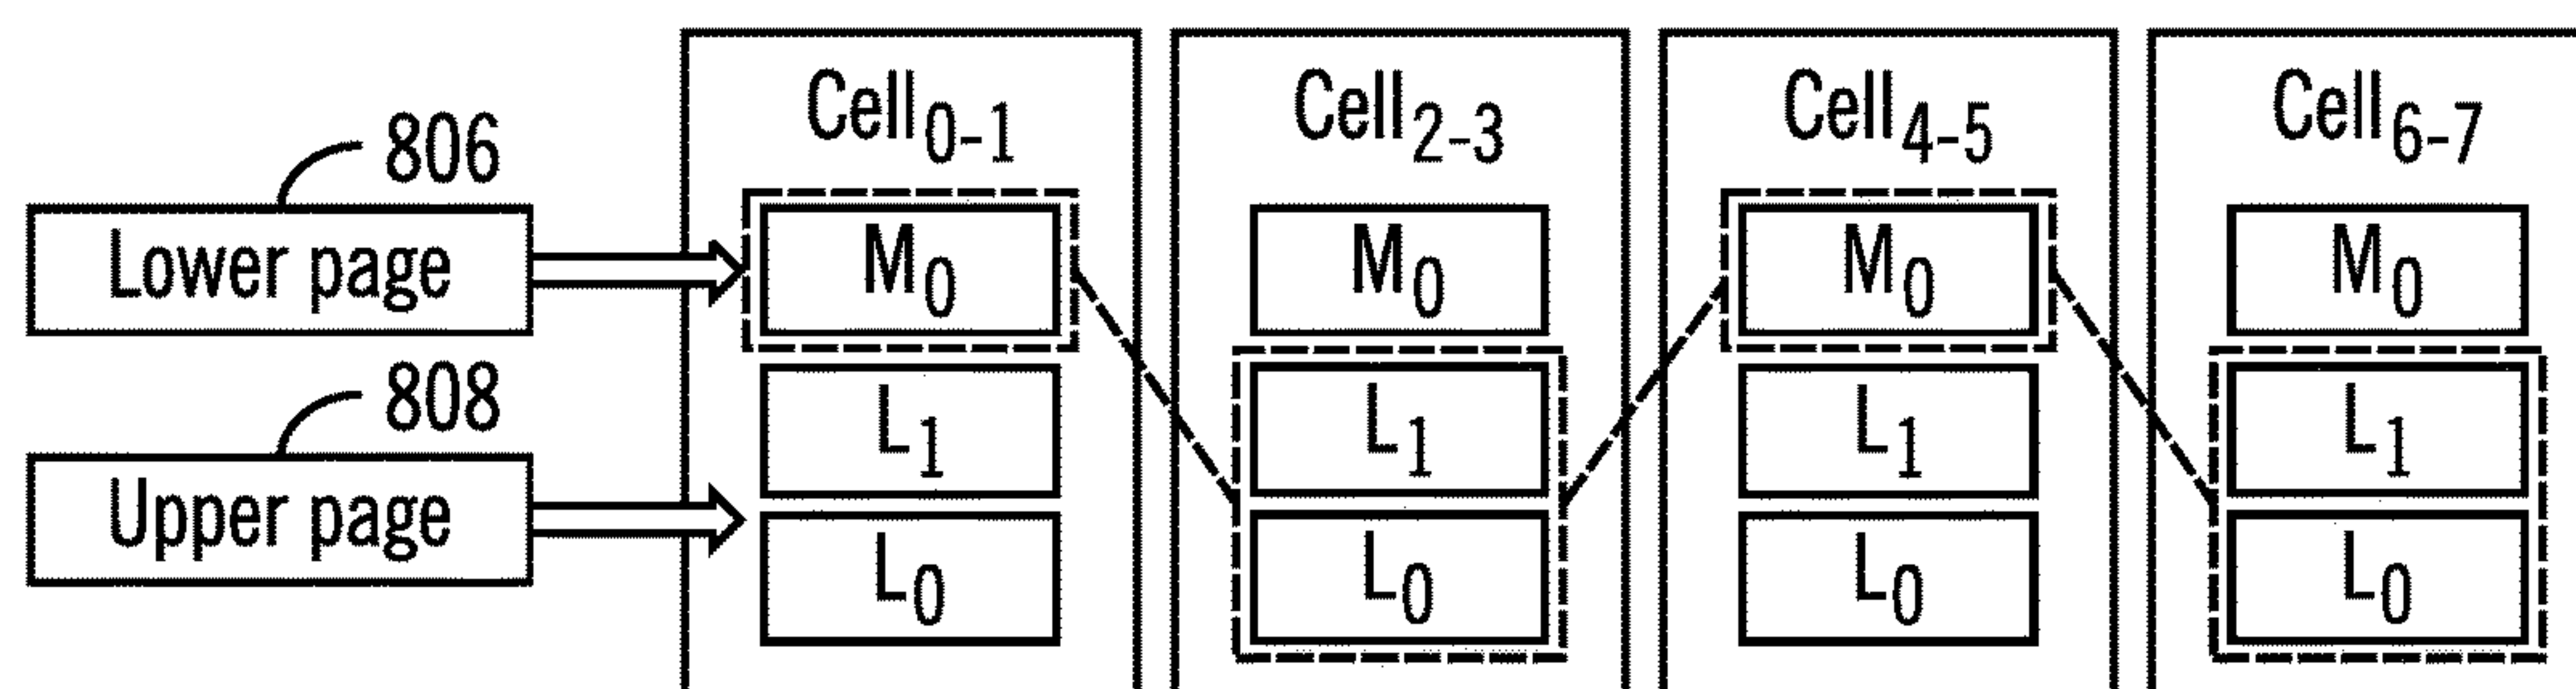 Cell0-1 Cell2-3 Cell4-5 Cell6-7
806
Lower page M0 M0 M0 M0
808
L1 L1 L1 L1
Upper page L0 L0 L0 L0